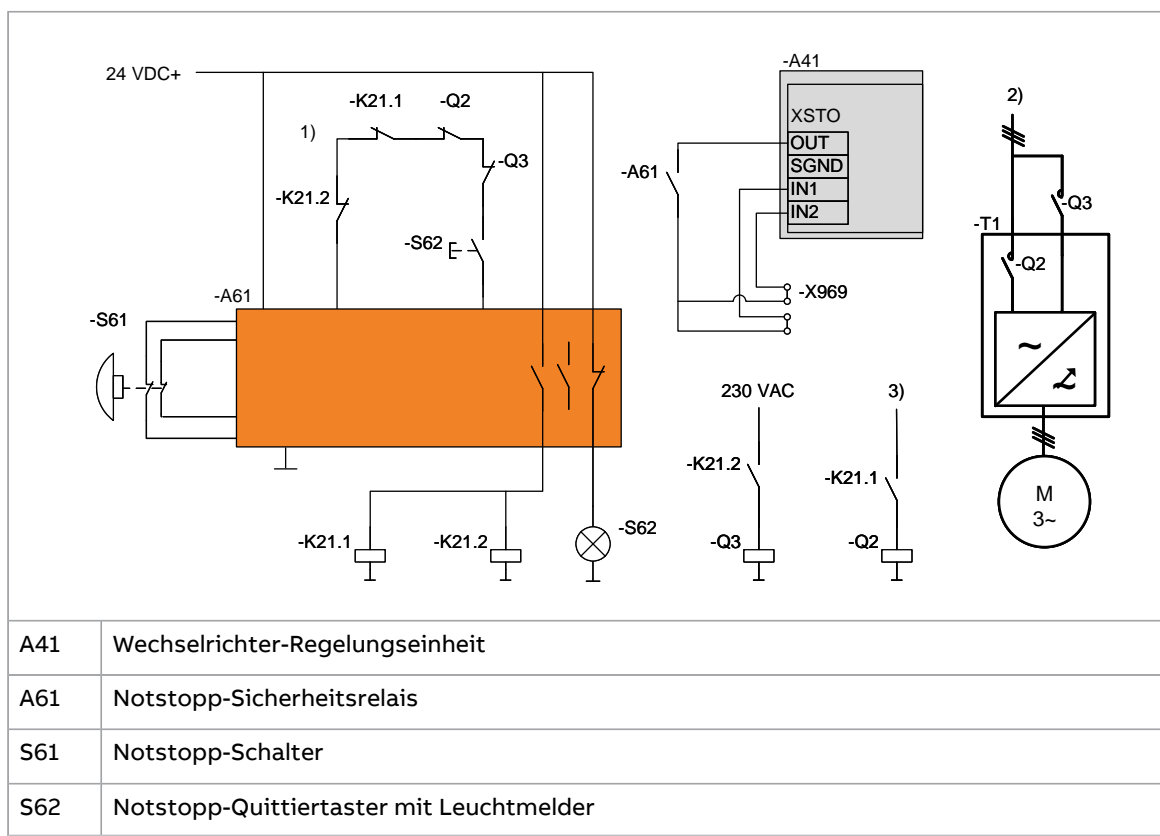 24 VDC+
-K21.1
-Q2
1)
-Q3
-K21.2
-S62
-A61
-S61
-K21.1
-K21.2
-S62
-A41
XSTO
OUT
SGND
IN1
IN2
-A61
-X969
2)
-Q3
-T1
-Q2
M
3~
230 VAC
3)
-K21.2
-K21.1
-Q3
-Q2
A41 Wechselrichter-Regelungseinheit
A61 Notstopp-Sicherheitsrelais
S61 Notstopp-Schalter
S62 Notstopp-Quittiertaster mit Leuchtmelder